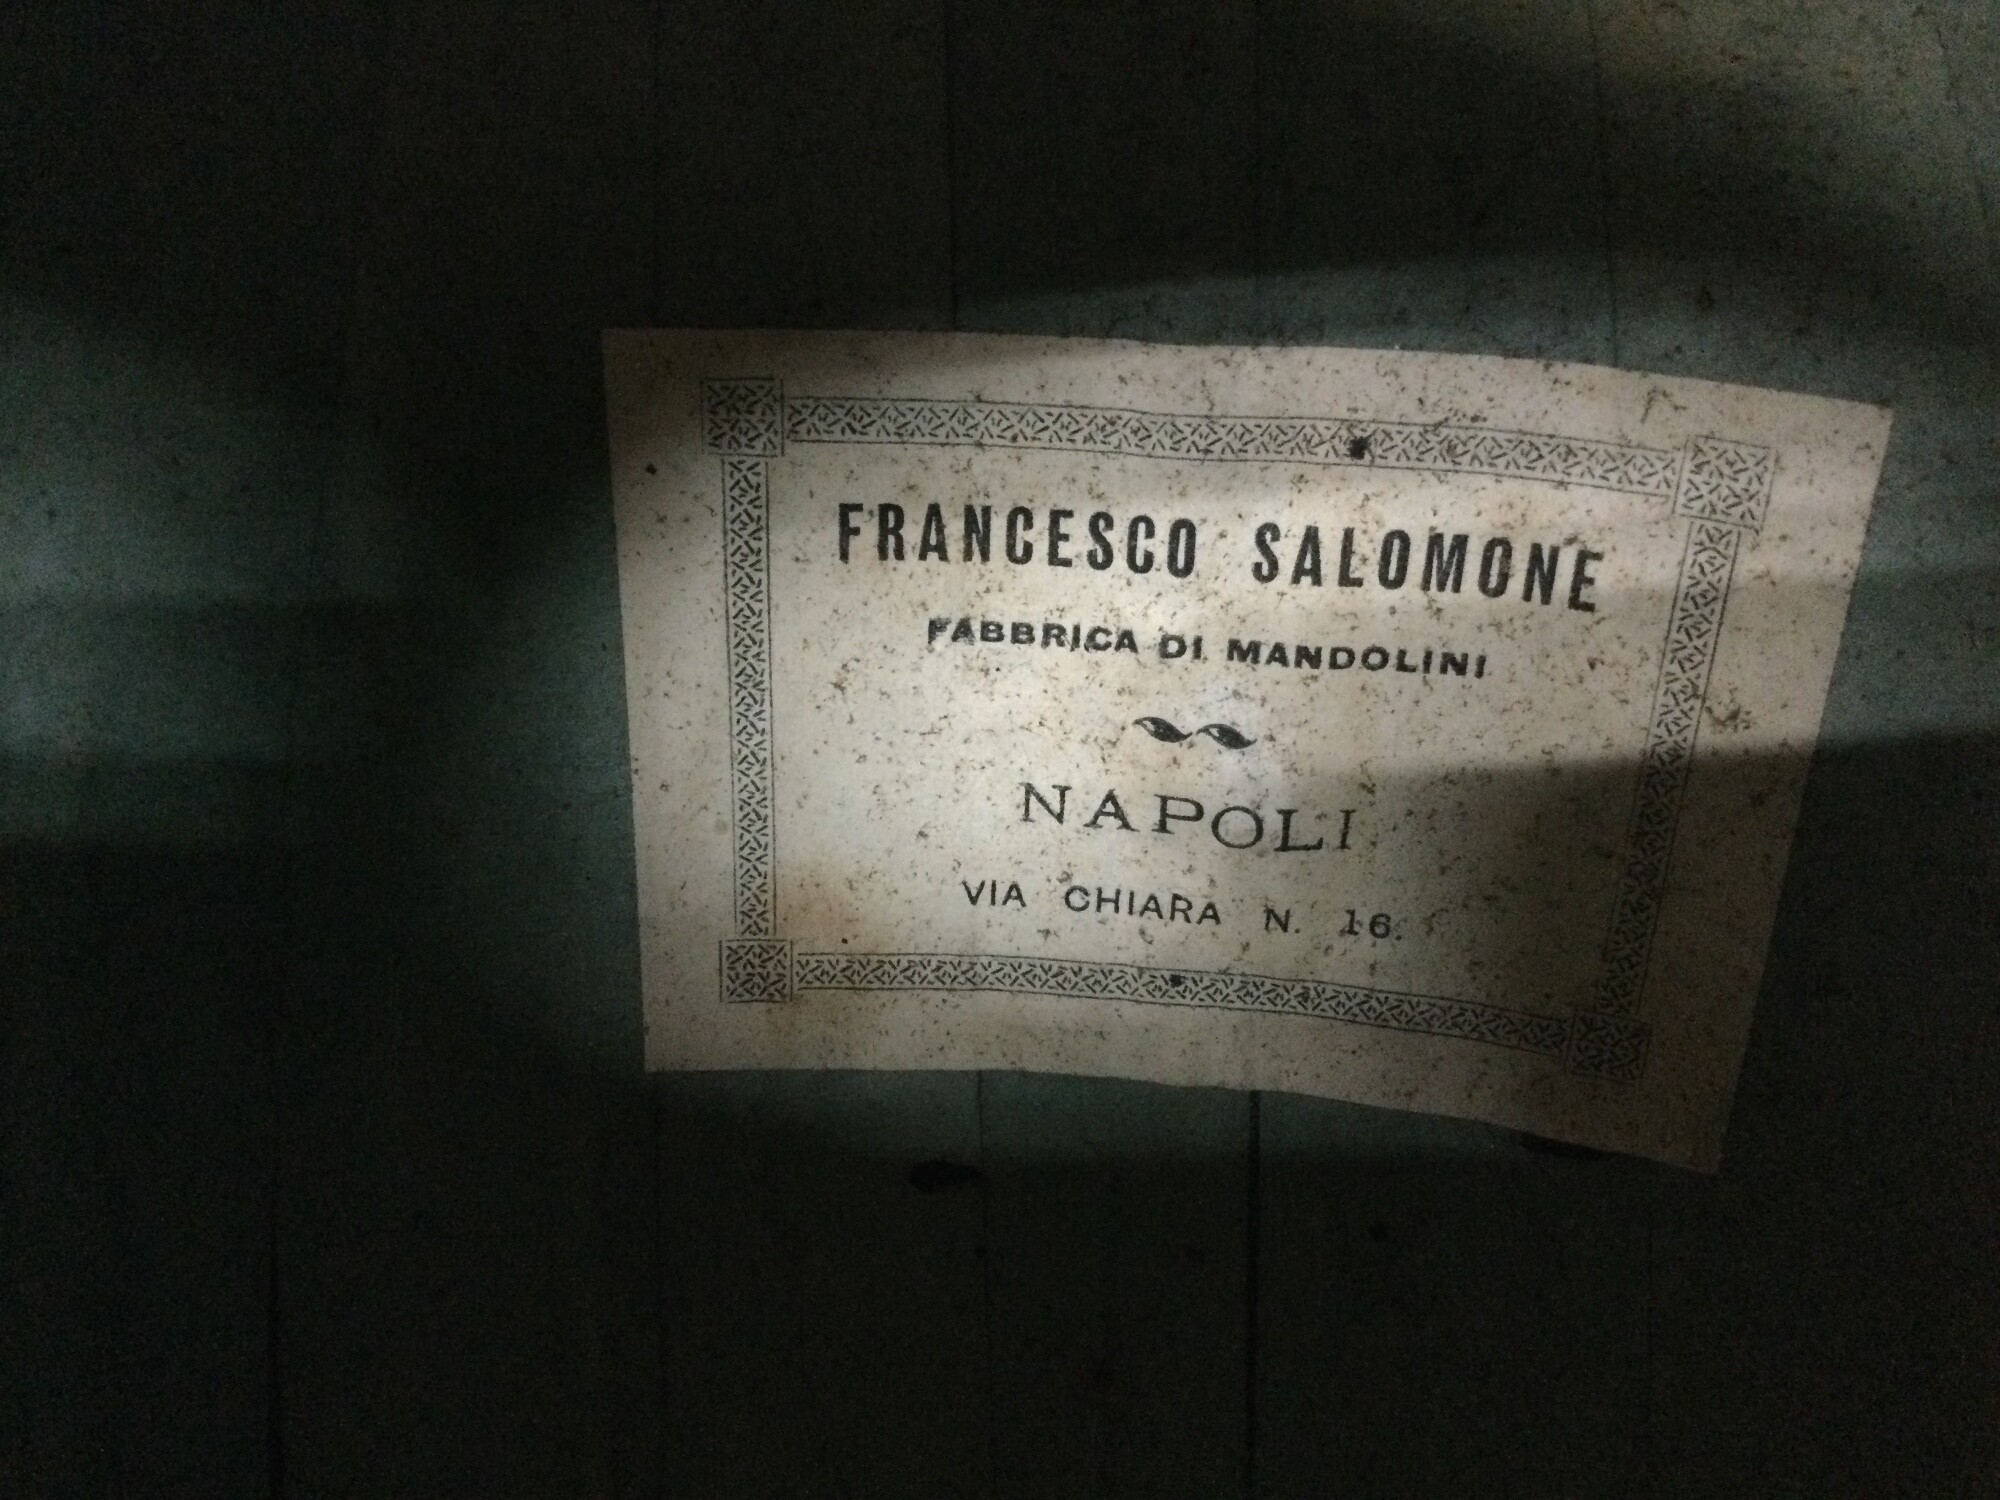 FRANCESCO SALOMONE
FABBRICA DI MANDOLINI
NAPOLI
VIA CHIARA N. 16.